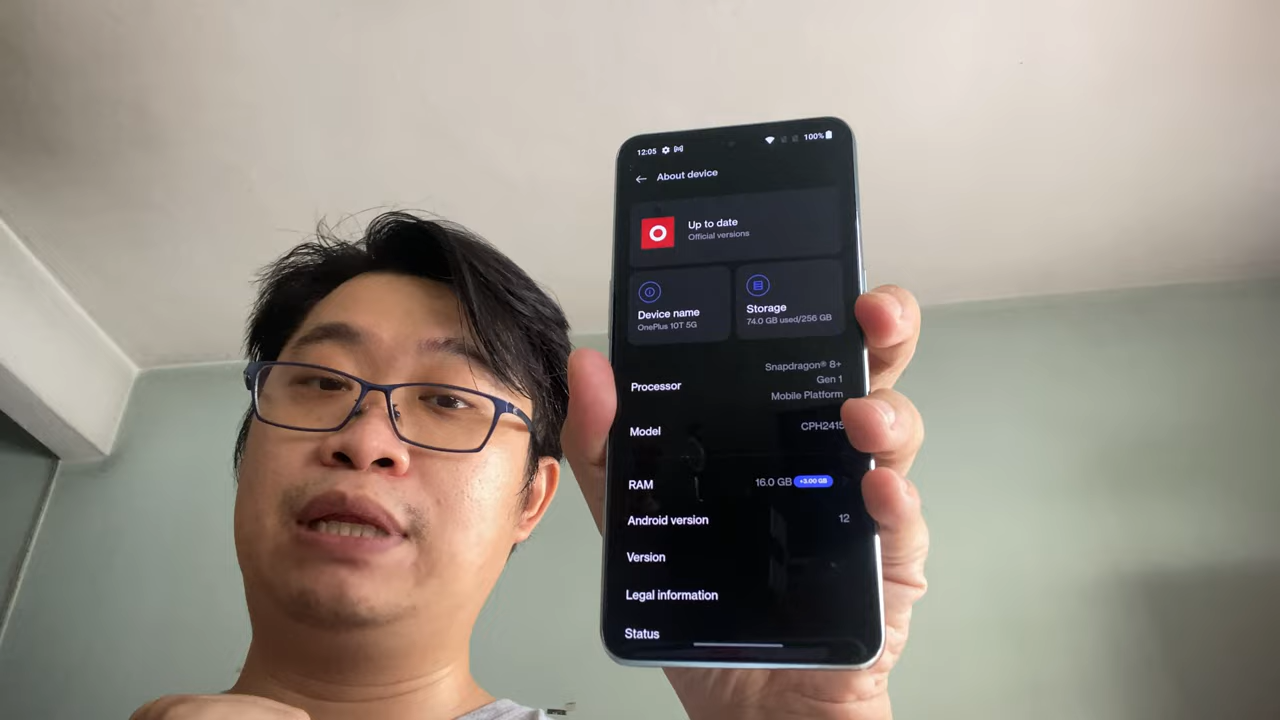 12:05
100%
About device
Up to date
Official versions
Device name
OnePlus 10T 5G
Storage
74.0 GB used/256 GB
Processor
Snapdragon® 8+
Gen 1
Mobile Platform
Model
CPH2415
RAM
16.0 GB +3.00 GB
Android version
12
Version
Legal information
Status